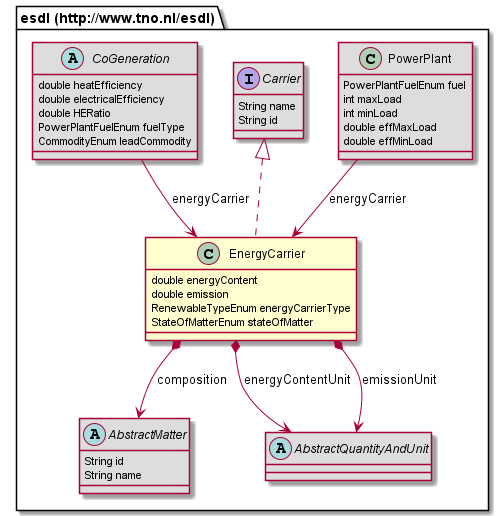 esdl (http://www.tno.nl/esdl)
A CoGeneration
double heatEfficiency
double electricalEfficiency
double HERatio
PowerPlantFuelEnum fuelType
CommodityEnum leadCommodity
I Carrier
String name
String id
C PowerPlant
PowerPlantFuelEnum fuel
int maxLoad
int minLoad
double effMaxLoad
double effMinLoad
energyCarrier
energyCarrier
C EnergyCarrier
double energyContent
double emission
RenewableTypeEnum energyCarrierType
StateOfMatterEnum stateOfMatter
composition
energyContentUnit
emissionUnit
A AbstractMatter
String id
String name
A AbstractQuantityAndUnit